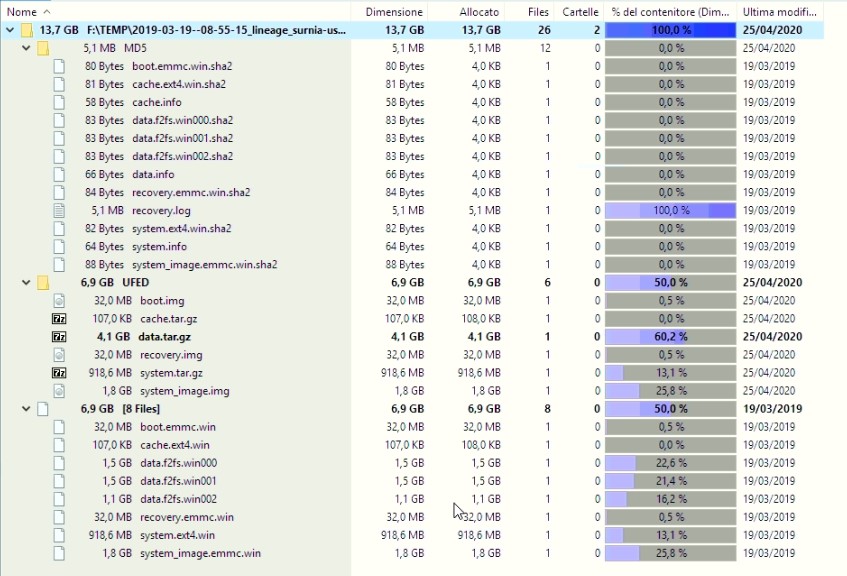 Nome Dimensione Allocato Files Cartelle % del contenitore (Dim... Ultima modifi...
13,7 GB F:\TEMP\2019-03-19--08-55-15_lineage_surnia-us... 13,7 GB 13,7 GB 26 2 100,0 % 25/04/2020
5,1 MB MD5 5,1 MB 5,1 MB 12 0 0,0 % 25/04/2020
80 Bytes boot.emmc.win.sha2 80 Bytes 4,0 KB 1 0 0,0 % 19/03/2019
81 Bytes cache.ext4.win.sha2 81 Bytes 4,0 KB 1 0 0,0 % 19/03/2019
58 Bytes cache.info 58 Bytes 4,0 KB 1 0 0,0 % 19/03/2019
83 Bytes data.f2fs.win000.sha2 83 Bytes 4,0 KB 1 0 0,0 % 19/03/2019
83 Bytes data.f2fs.win001.sha2 83 Bytes 4,0 KB 1 0 0,0 % 19/03/2019
83 Bytes data.f2fs.win002.sha2 83 Bytes 4,0 KB 1 0 0,0 % 19/03/2019
66 Bytes data.info 66 Bytes 4,0 KB 1 0 0,0 % 19/03/2019
84 Bytes recovery.emmc.win.sha2 84 Bytes 4,0 KB 1 0 0,0 % 19/03/2019
5,1 MB recovery.log 5,1 MB 5,1 MB 1 0 100,0 % 19/03/2019
82 Bytes system.ext4.win.sha2 82 Bytes 4,0 KB 1 0 0,0 % 19/03/2019
64 Bytes system.info 64 Bytes 4,0 KB 1 0 0,0 % 19/03/2019
88 Bytes system_image.emmc.win.sha2 88 Bytes 4,0 KB 1 0 0,0 % 19/03/2019
6,9 GB UFED 6,9 GB 6,9 GB 6 0 50,0 % 25/04/2020
32,0 MB boot.img 32,0 MB 32,0 MB 1 0 0,5 % 25/04/2020
107,0 KB cache.tar.gz 107,0 KB 108,0 KB 1 0 0,0 % 25/04/2020
4,1 GB data.tar.gz 4,1 GB 4,1 GB 1 0 60,2 % 25/04/2020
32,0 MB recovery.img 32,0 MB 32,0 MB 1 0 0,5 % 25/04/2020
918,6 MB system.tar.gz 918,6 MB 918,6 MB 1 0 13,1 % 25/04/2020
1,8 GB system_image.img 1,8 GB 1,8 GB 1 0 25,8 % 25/04/2020
6,9 GB [8 Files] 6,9 GB 6,9 GB 8 0 50,0 % 19/03/2019
32,0 MB boot.emmc.win 32,0 MB 32,0 MB 1 0 0,5 % 19/03/2019
107,0 KB cache.ext4.win 107,0 KB 108,0 KB 1 0 0,0 % 19/03/2019
1,5 GB data.f2fs.win000 1,5 GB 1,5 GB 1 0 22,6 % 19/03/2019
1,5 GB data.f2fs.win001 1,5 GB 1,5 GB 1 0 21,4 % 19/03/2019
1,1 GB data.f2fs.win002 1,1 GB 1,1 GB 1 0 16,2 % 19/03/2019
32,0 MB recovery.emmc.win 32,0 MB 32,0 MB 1 0 0,5 % 19/03/2019
918,6 MB system.ext4.win 918,6 MB 918,6 MB 1 0 13,1 % 19/03/2019
1,8 GB system_image.emmc.win 1,8 GB 1,8 GB 1 0 25,8 % 19/03/2019